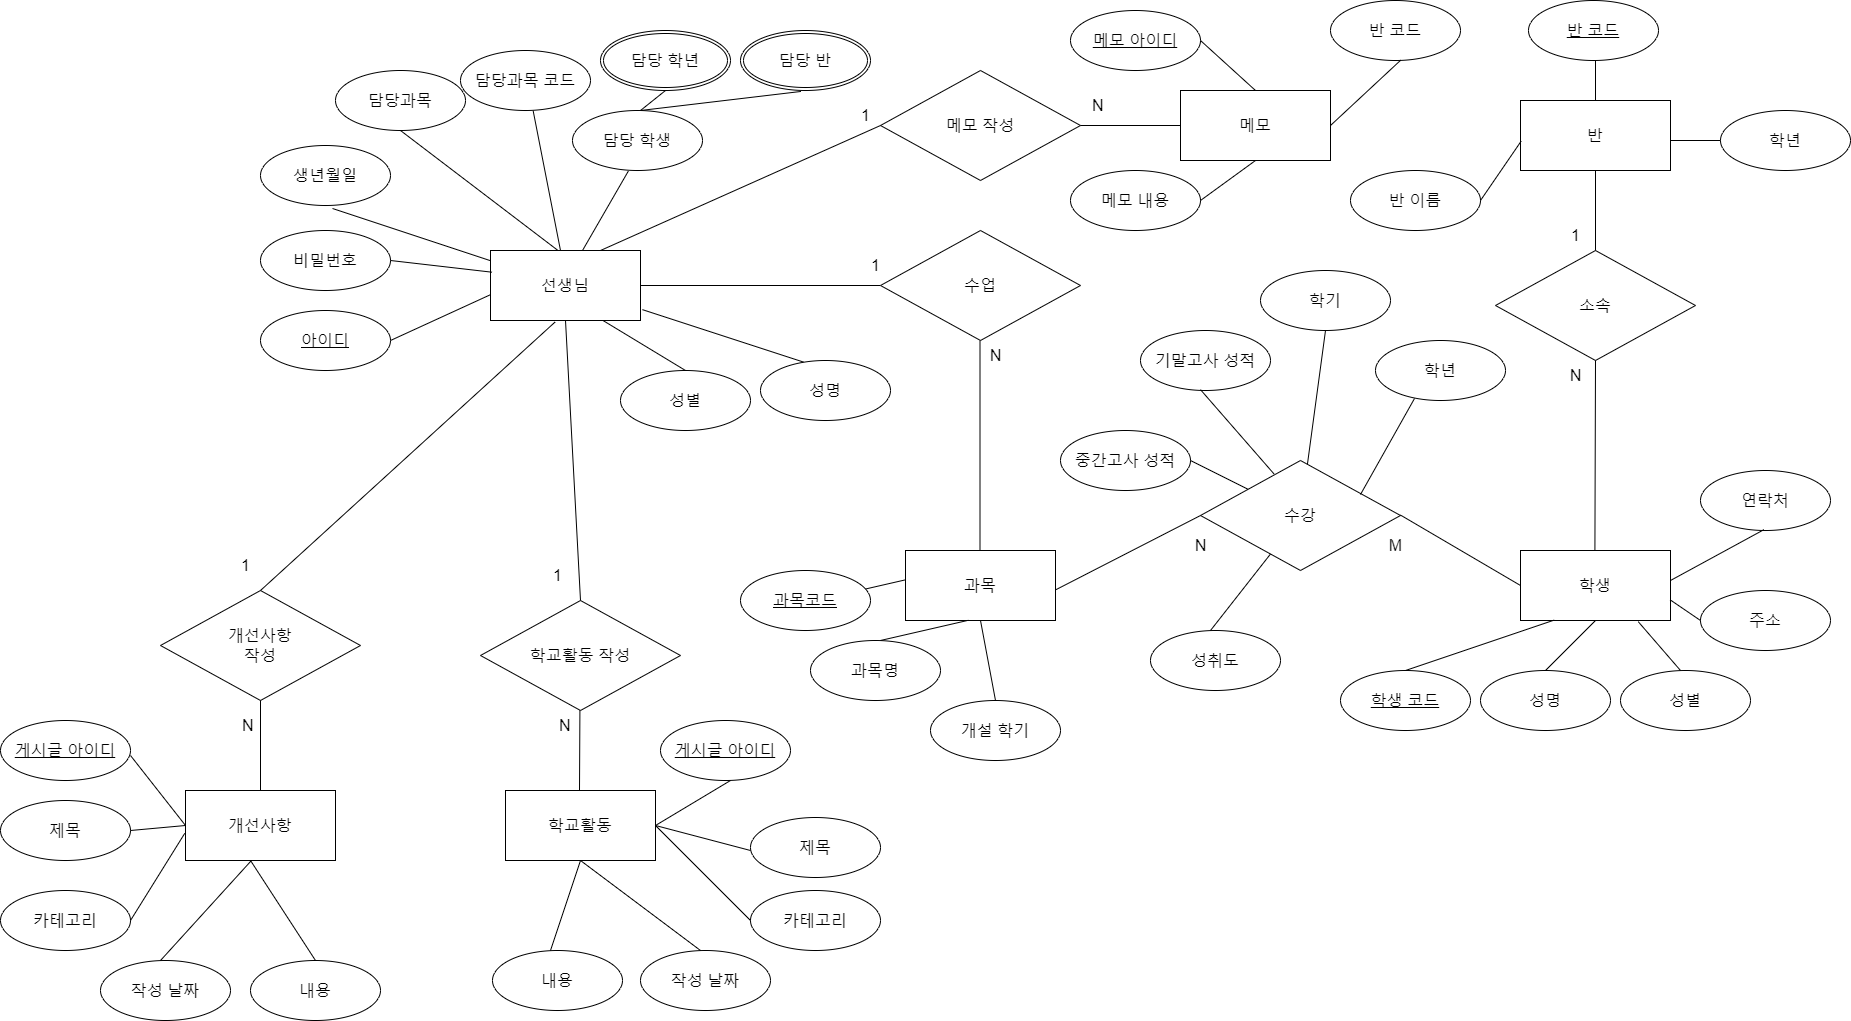 메모 아이디
반 코드
반 코드
담당 학년
담당 반
담당과목 코드
담당과목
1
N
메모 작성
메모
반
학년
담당 학생
생년월일
메모 내용
반 이름
1
비밀번호
1
선생님
수업
학기
소속
아이디
N
기말고사 성적
학년
N
성별
성명
중간고사 성적
연락처
수강
N
M
1
1
과목
학생
과목코드
주소
개선사항
작성
학교활동 작성
성취도
과목명
학생 코드
성명
성별
N
N
개설 학기
게시글 아이디
게시글 아이디
제목
개선사항
학교활동
제목
카테고리
카테고리
작성 날짜
내용
내용
작성 날짜